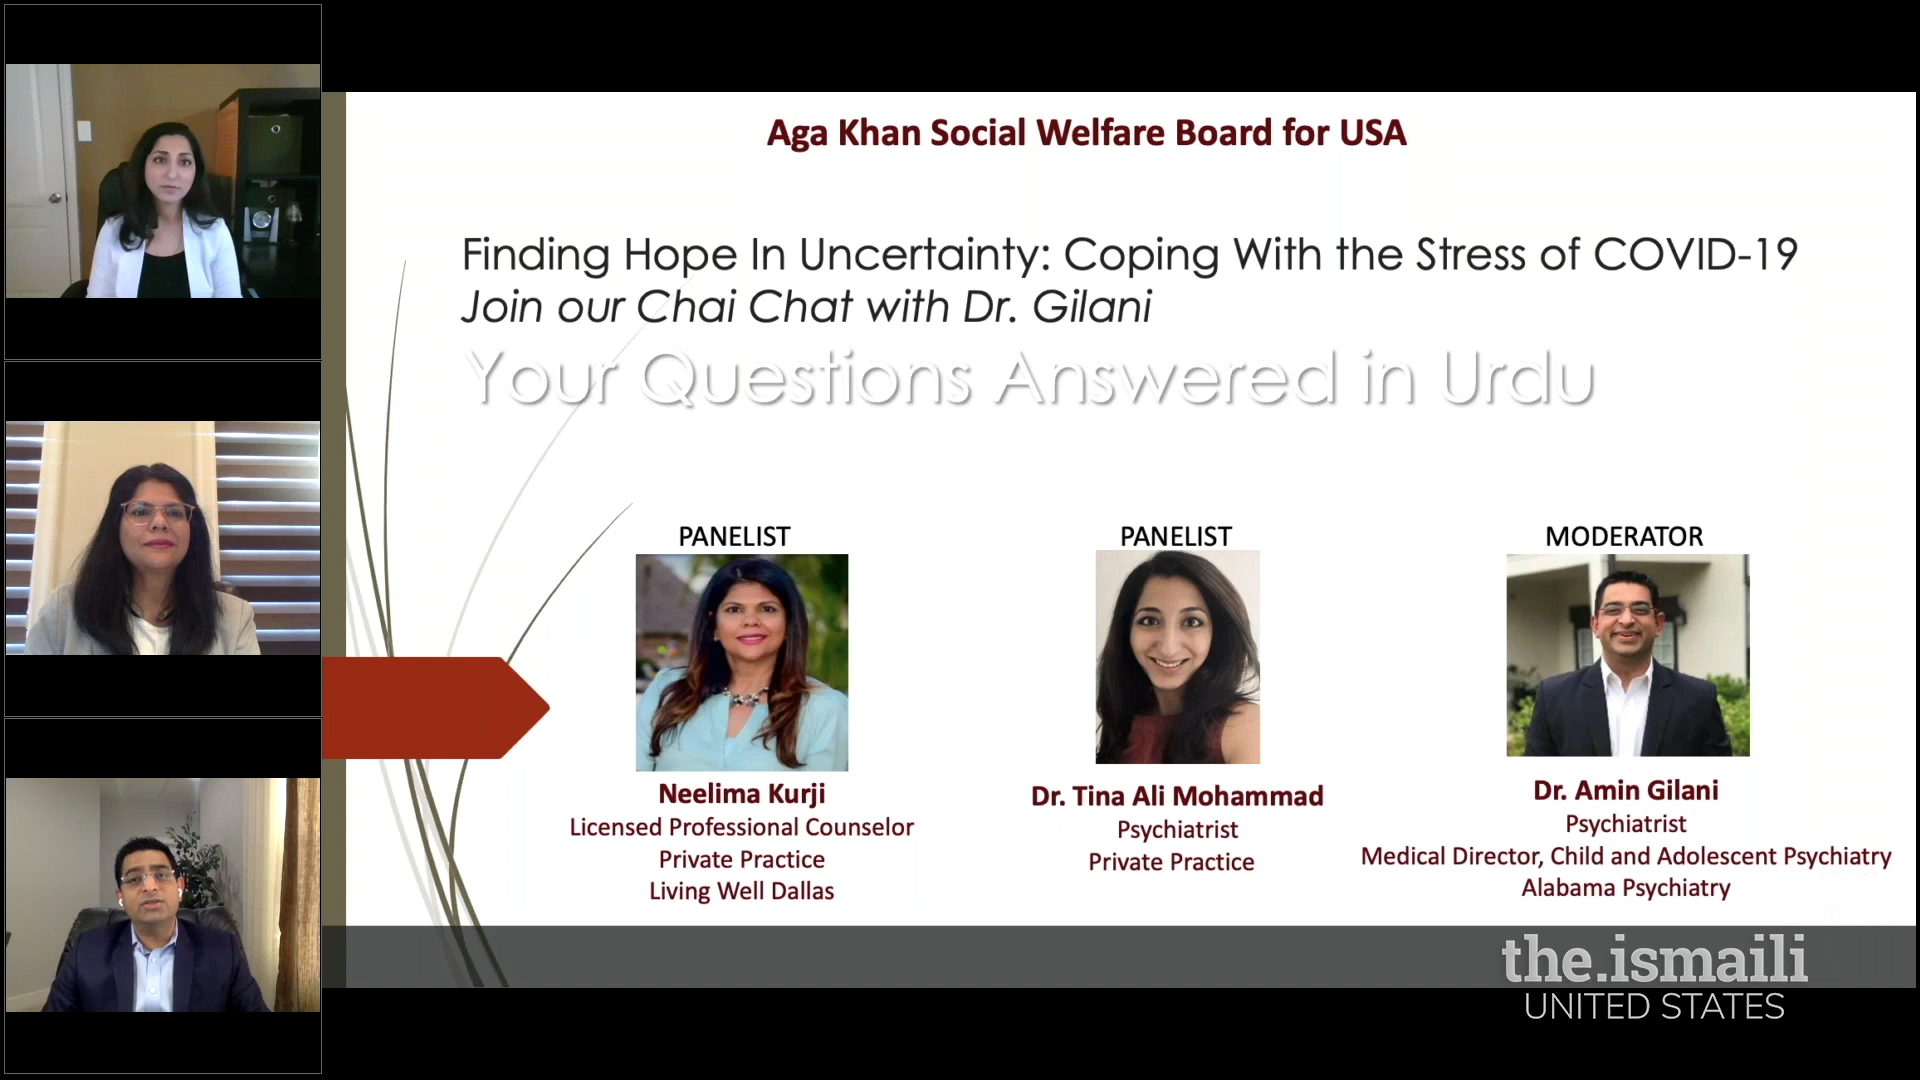 Aga Khan Social Welfare Board for USA
Finding Hope In Uncertainty: Coping With the Stress of COVID-19
Join our Chai Chat with Dr. Gilani
Your Questions Answered in Urdu
PANELIST
Neelima Kurji
Licensed Professional Counselor
Private Practice
Living Well Dallas
PANELIST
Dr. Tina Ali Mohammad
Psychiatrist
Private Practice
MODERATOR
Dr. Amin Gilani
Psychiatrist
Medical Director, Child and Adolescent Psychiatry
Alabama Psychiatry
the.ismaili
UNITED STATES